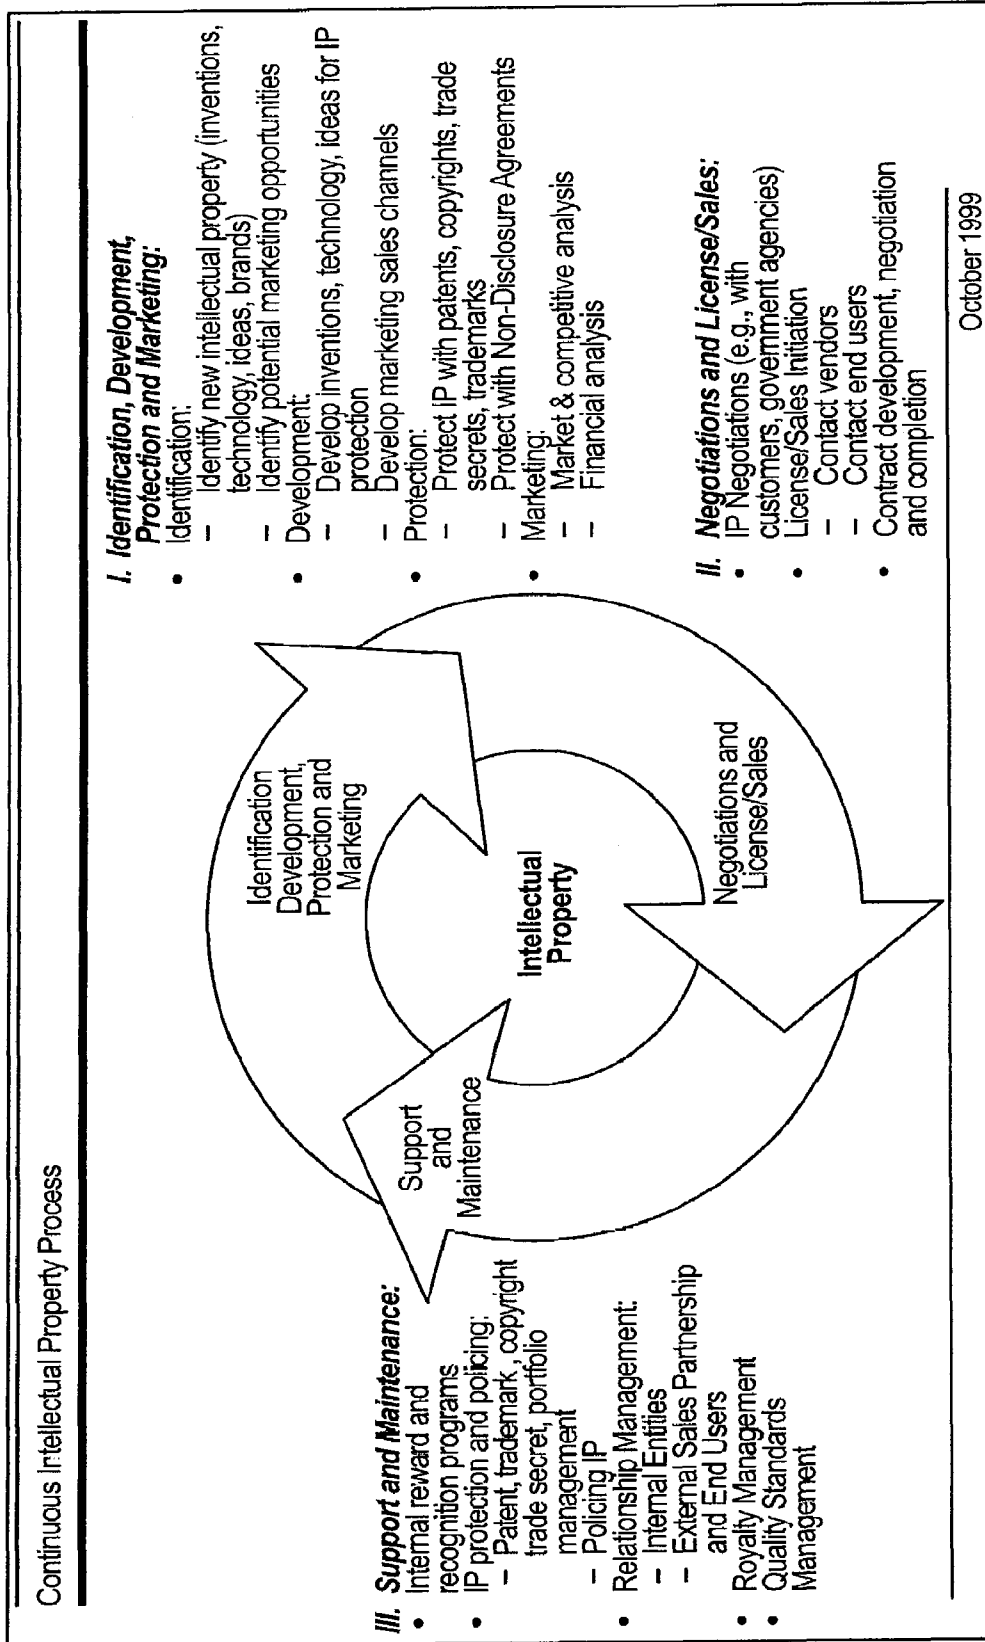 Continuous Intellectual Property Process
I. Identification, Development,
Protection and Marketing:
• Identification:
– Identify new intellectual property (inventions,
technology, ideas, brands)
– Identify potential marketing opportunities
• Development:
– Develop inventions, technology, ideas for IP
protection
– Develop marketing sales channels
• Protection:
– Protect IP with patents, copyrights, trade
secrets, trademarks
– Protect with Non-Disclosure Agreements
• Marketing:
– Market & competitive analysis
– Financial analysis
II. Negotiations and License/Sales:
• IP Negotiations (e.g., with
customers, government agencies)
• License/Sales Initiation
– Contact vendors
– Contact end users
• Contract development, negotiation
and completion
III. Support and Maintenance:
• Internal reward and
recognition programs
• IP protection and policing:
– Patent, trademark, copyright
trade secret, portfolio
management
– Policing IP
• Relationship Management:
– Internal Entities
– External Sales Partnership
and End Users
• Royalty Management
• Quality Standards
Management
Identification
Development,
Protection and
Marketing
Negotiations and
License/Sales
Support
and
Maintenance
Intellectual
Property
October 1999